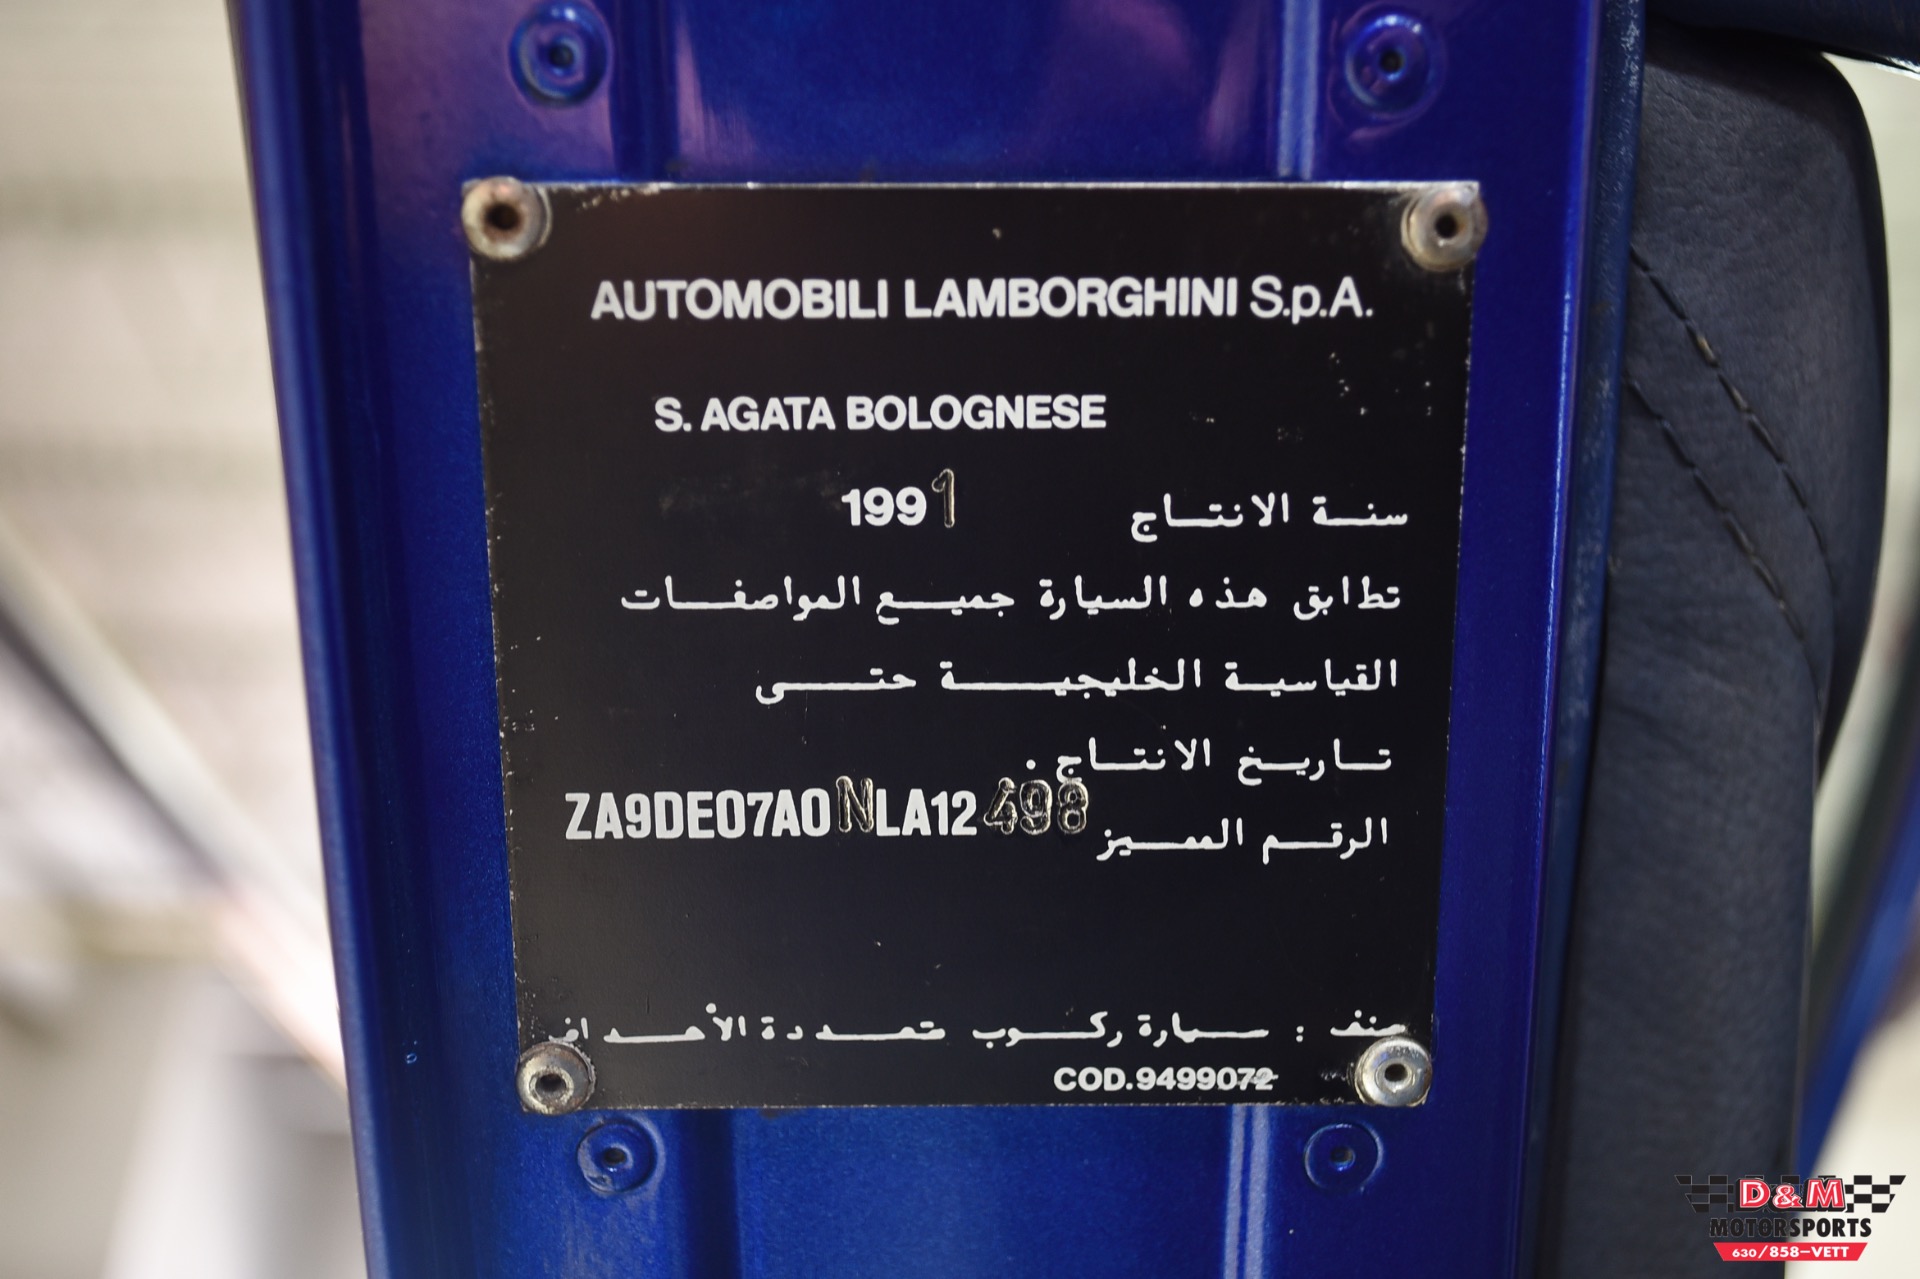 AUTOMOBILI LAMBORGHINI S.p.A.
S. AGATA BOLOGNESE
سنة الانتاج 1991
تطابق هذه السيارة جميع المواصفات
القياسية الخليجية حتى
تاريخ الانتاج .
الرقم المميز ZA9DE07A0NLA12498
صنف : سيارة ركوب متعددة الأهداف
COD.9499072
D&M
MOTORSPORTS
630/858-VETT